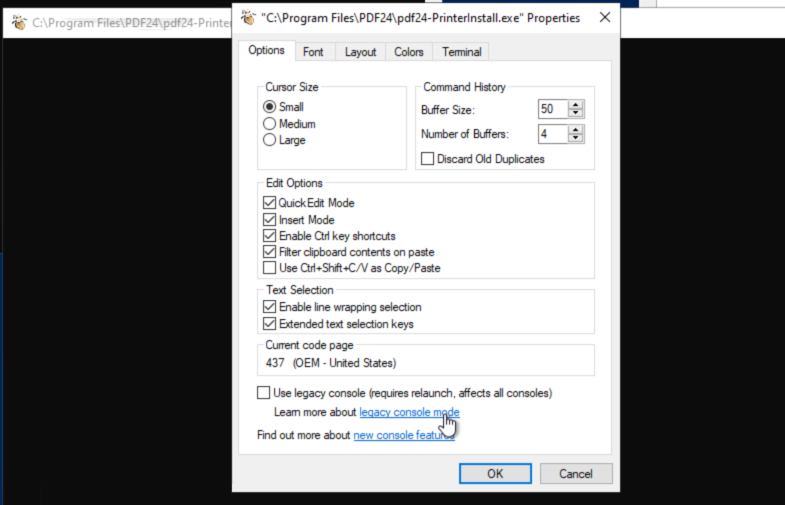 C:\Program Files\PDF24\pdf24-Printer
"C:\Program Files\PDF24\pdf24-PrinterInstall.exe" Properties
Options Font Layout Colors Terminal
Cursor Size
Small
Medium
Large
Command History
Buffer Size: 50
Number of Buffers: 4
Discard Old Duplicates
Edit Options
QuickEdit Mode
Insert Mode
Enable Ctrl key shortcuts
Filter clipboard contents on paste
Use Ctrl+Shift+C/V as Copy/Paste
Text Selection
Enable line wrapping selection
Extended text selection keys
Current code page
437 (OEM - United States)
Use legacy console (requires relaunch, affects all consoles)
Learn more about legacy console mode
Find out more about new console features
OK Cancel